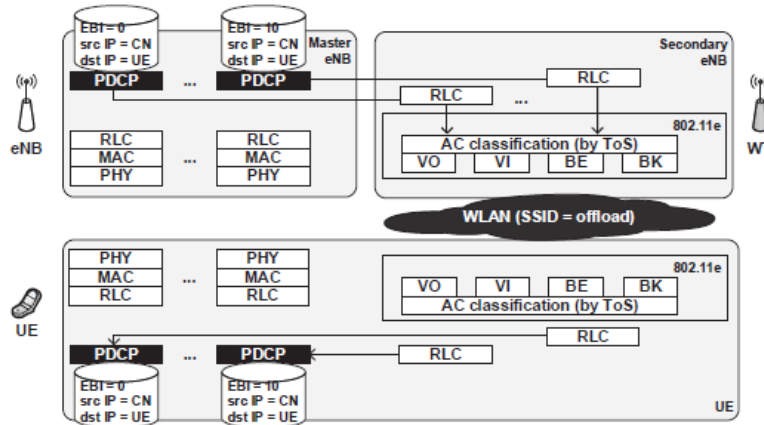 EBI = 0
src IP = CN
dst IP = UE
EBI = 10
src IP = CN
dst IP = UE
Master
eNB
PDCP
...
PDCP
RLC
MAC
PHY
...
RLC
MAC
PHY
eNB
Secondary
eNB
RLC
RLC
...
802.11e
AC classification (by ToS)
VO
VI
BE
BK
WLAN (SSID = offload)
PHY
MAC
RLC
...
PHY
MAC
RLC
UE
802.11e
VO
VI
BE
BK
AC classification (by ToS)
RLC
RLC
PDCP
...
PDCP
EBI = 0
src IP = CN
dst IP = UE
EBI = 10
src IP = CN
dst IP = UE
UE